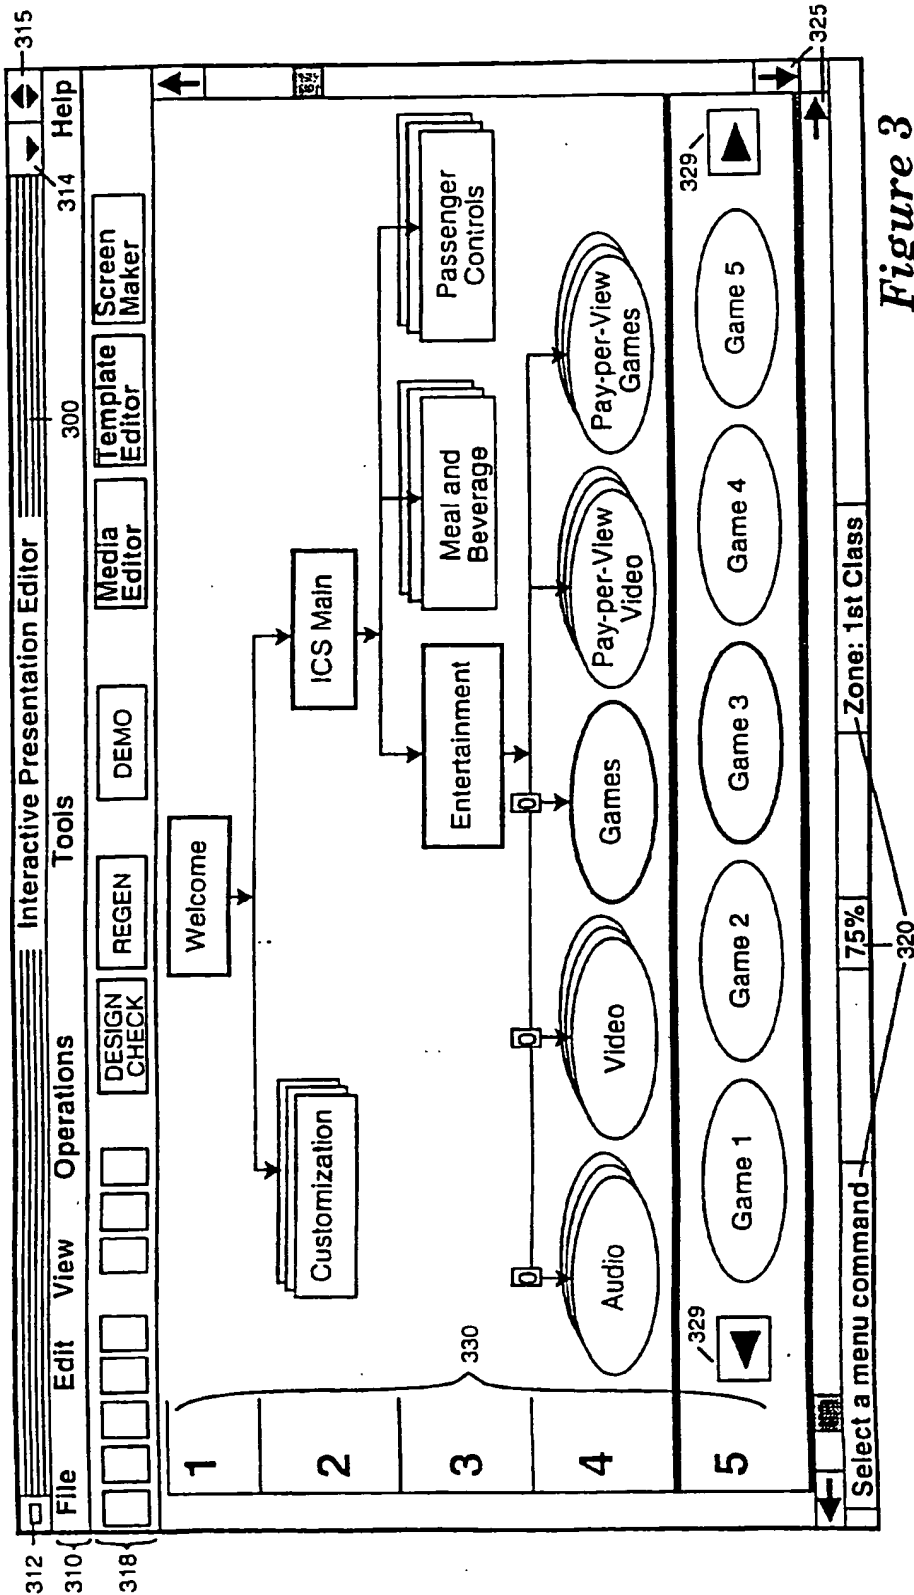 312
Interactive Presentation Editor
300
314
315
310
File Edit View Operations Tools Help
318
DESIGN
CHECK
REGEN
DEMO
Media
Editor
Template
Editor
Screen
Maker
1
Welcome
2
Customization
ICS Main
330
3
Entertainment
Meal and
Beverage
Passenger
Controls
0
0
0
4
Audio
Video
Games
Pay-per-View
Video
Pay-per-View
Games
329
329
5
Game 1
Game 2
Game 3
Game 4
Game 5
325
Select a menu command
75%
Zone: 1st Class
320
Figure 3